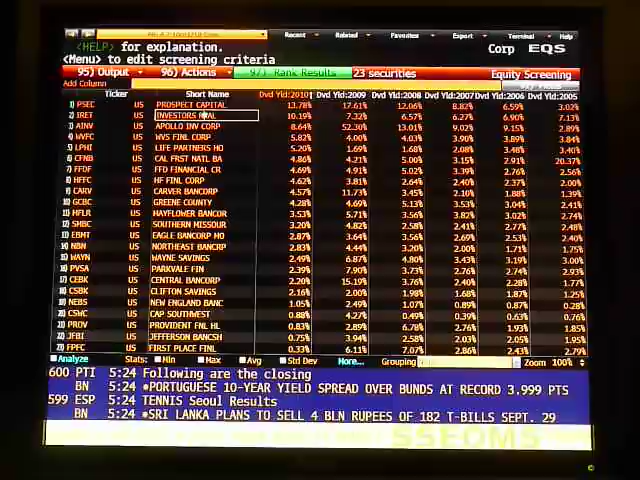 Recent Related Favorites Export Terminal Help
<HELP> for explanation. Corp EQS
<Menu> to edit screening criteria
95) Output 96) Actions 97) Rank Results 23 securities Equity Screening
Add Column
Ticker Short Name Dvd Yld:2010 Dvd Yld:2009 Dvd Yld:2008 Dvd Yld:2007 Dvd Yld:2006 Dvd Yld:2005
1) PSEC US PROSPECT CAPITAL 13.78% 17.61% 12.06% 8.82% 6.59% 3.02%
2) IRET US INVESTORS REAL 10.19% 7.32% 6.57% 6.27% 6.90% 7.13%
3) AINV US APOLLO INV CORP 8.64% 52.30% 13.01% 9.02% 9.15% 2.89%
4) WVFC US WVS FINL CORP 5.82% 4.00% 4.03% 3.90% 3.89% 3.84%
5) LPHI US LIFE PARTNERS HO 5.20% 1.69% 1.68% 2.08% 3.48% 3.40%
6) CFNB US CAL FRST NATL BA 4.86% 4.21% 5.00% 3.15% 2.91% 20.37%
7) FFDF US FFD FINANCIAL CR 4.69% 4.91% 5.02% 3.39% 2.76% 2.56%
8) HFFC US HF FINL CORP 4.62% 3.81% 2.64% 2.40% 2.37% 2.00%
9) CARV US CARVER BANCORP 4.57% 11.73% 2.64% 2.10% 1.88% 1.39%
10) GCBC US GREENE COUNTY 4.28% 4.69% 5.13% 3.53% 3.04% 2.41%
11) MFLR US MAYFLOWER BANCOR 3.53% 5.71% 3.56% 3.82% 3.02% 2.74%
12) SMBC US SOUTHERN MISSOUR 3.20% 4.82% 2.58% 2.41% 2.77% 2.48%
13) EBMT US EAGLE BANCORP MO 2.87% 3.64% 3.56% 2.69% 2.53% 2.40%
14) NBN US NORTHEAST BANCRP 2.83% 4.44% 3.20% 2.00% 1.71% 1.75%
15) WAYN US WAYNE SAVINGS 2.49% 6.87% 4.80% 3.43% 3.19% 3.00%
16) PVSA US PARKVALE FIN 2.39% 7.90% 3.73% 2.76% 2.74% 2.93%
17) CEBK US CENTRAL BANCORP 2.20% 15.19% 3.76% 2.40% 2.28% 1.77%
18) CSBK US CLIFTON SAVINGS 2.16% 2.00% 1.98% 1.68% 1.87% 1.25%
19) NEBS US NEW ENGLAND BANC 1.05% 2.49% 1.07% 0.89% 0.87% 0.28%
20) CSWC US CAP SOUTHWEST 0.88% 4.27% 0.49% 0.39% 0.63% 0.76%
21) PROV US PROVIDENT FNL HL 0.83% 2.89% 6.78% 2.76% 1.93% 1.85%
22) JFBI US JEFFERSON BANCSH 0.75% 3.94% 2.58% 2.03% 2.05% 1.95%
23) FPFC US FIRST PLACE FINL 0.33% 6.11% 7.07% 2.86% 2.43% 2.79%
Analyze Stats: Min Max Avg Std Dev More... Grouping Zoom 100%
600 PTI 5:24 Following are the closing
BN 5:24 •PORTUGUESE 10-YEAR YIELD SPREAD OVER BUNDS AT RECORD 3.999 PTS
599 ESP 5:24 TENNIS Seoul Results
BN 5:24 •SRI LANKA PLANS TO SELL 4 BLN RUPEES OF 182 T-BILLS SEPT. 29